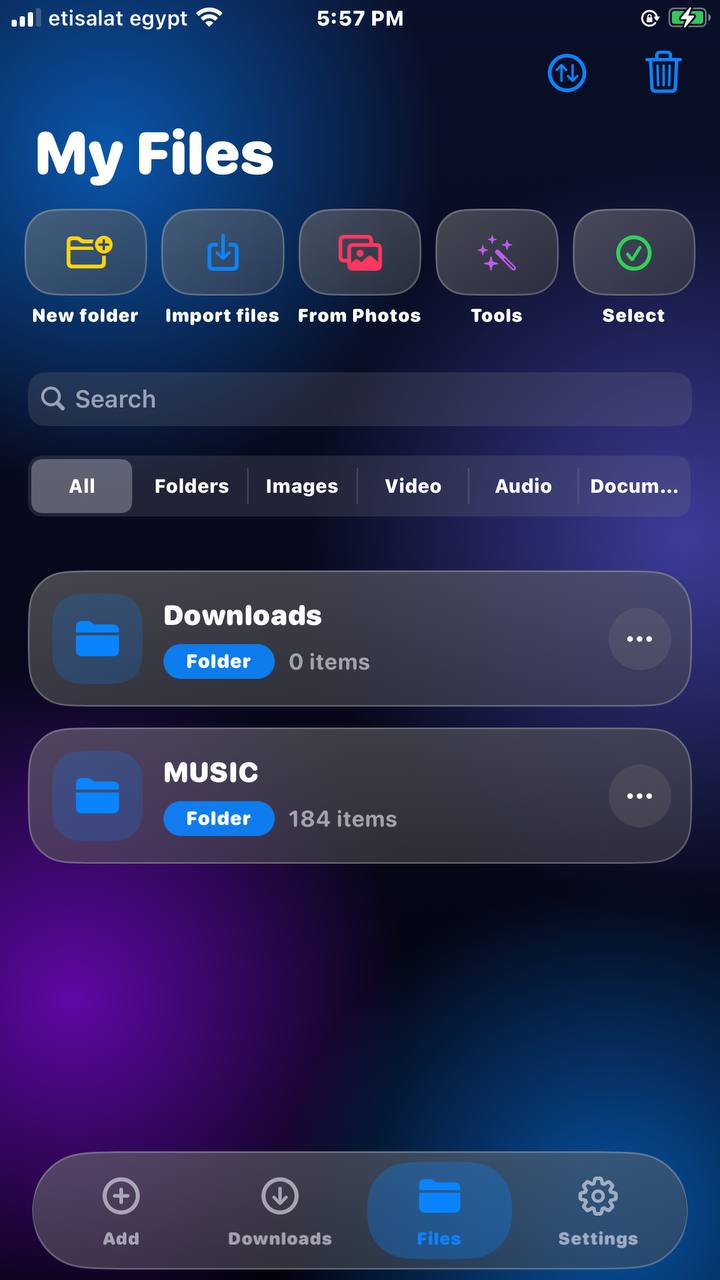 etisalat egypt 5:57 PM
My Files
New folder Import files From Photos Tools Select
Search
All Folders Images Video Audio Docum...
Downloads
Folder 0 items
MUSIC
Folder 184 items
Add Downloads Files Settings